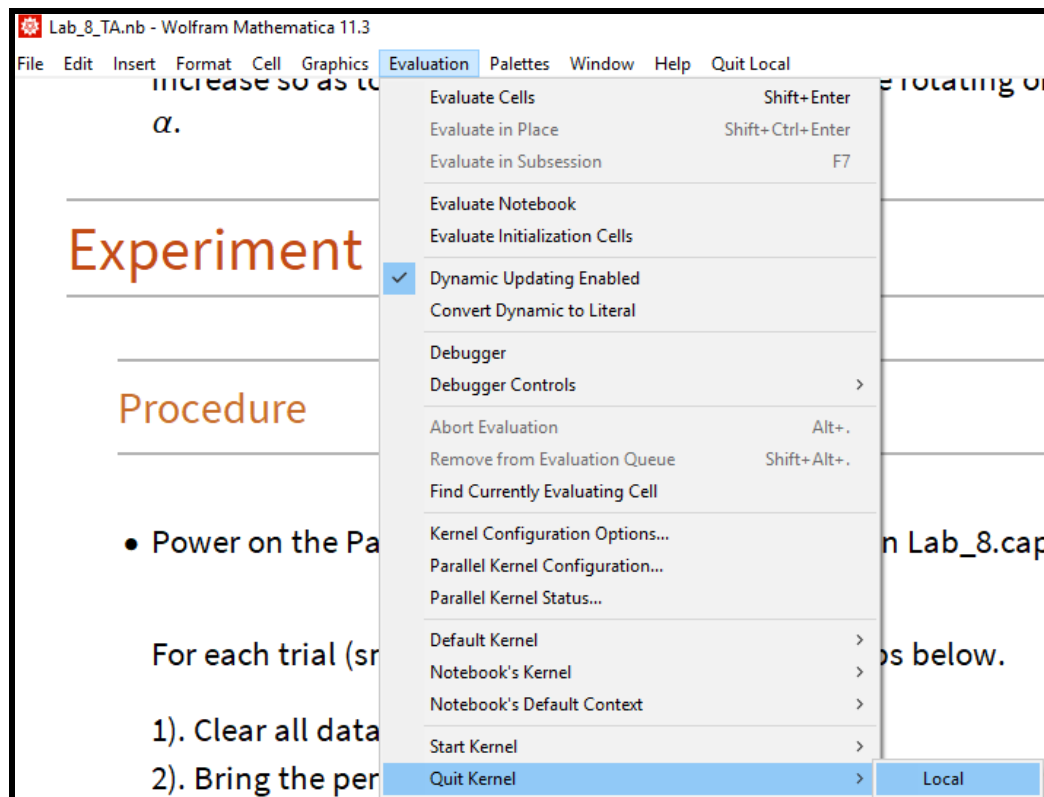 Lab_8_TA.nb - Wolfram Mathematica 11.3
File Edit Insert Format Cell Graphics Evaluation Palettes Window Help Quit Local
increase so as to
e rotating
α.
Experiment
Procedure
• Power on the Pa
n Lab_8.cap
For each trial (sr
os below.
1). Clear all data
2). Bring the per
Evaluate Cells Shift+Enter
Evaluate in Place Shift+Ctrl+Enter
Evaluate in Subsession F7
Evaluate Notebook
Evaluate Initialization Cells
Dynamic Updating Enabled
Convert Dynamic to Literal
Debugger
Debugger Controls
Abort Evaluation Alt+.
Remove from Evaluation Queue Shift+Alt+.
Find Currently Evaluating Cell
Kernel Configuration Options...
Parallel Kernel Configuration...
Parallel Kernel Status...
Default Kernel
Notebook's Kernel
Notebook's Default Context
Start Kernel
Quit Kernel
Local